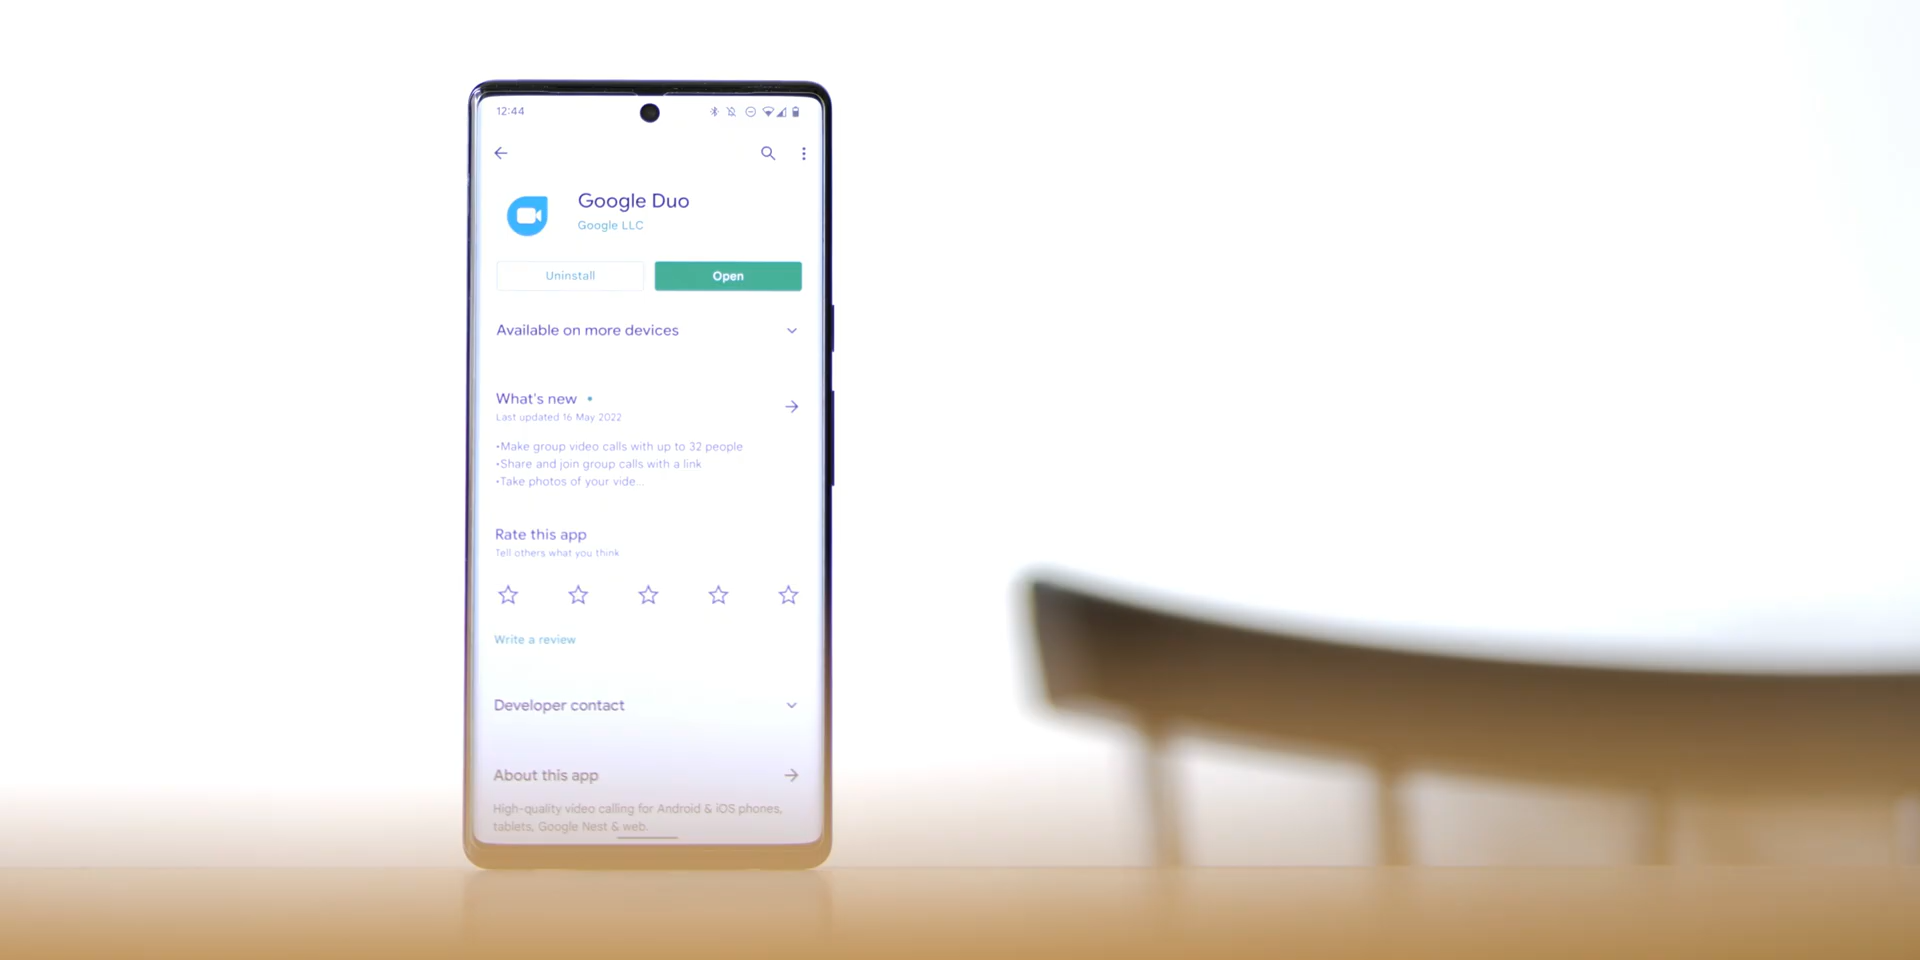 12:44
Google Duo
Google LLC
Uninstall
Open
Available on more devices
What's new •
Last updated 16 May 2022
•Make group video calls with up to 32 people
•Share and join group calls with a link
•Take photos of your vide...
Rate this app
Tell others what you think
Write a review
Developer contact
About this app
High-quality video calling for Android & iOS phones,
tablets, Google Nest & web.